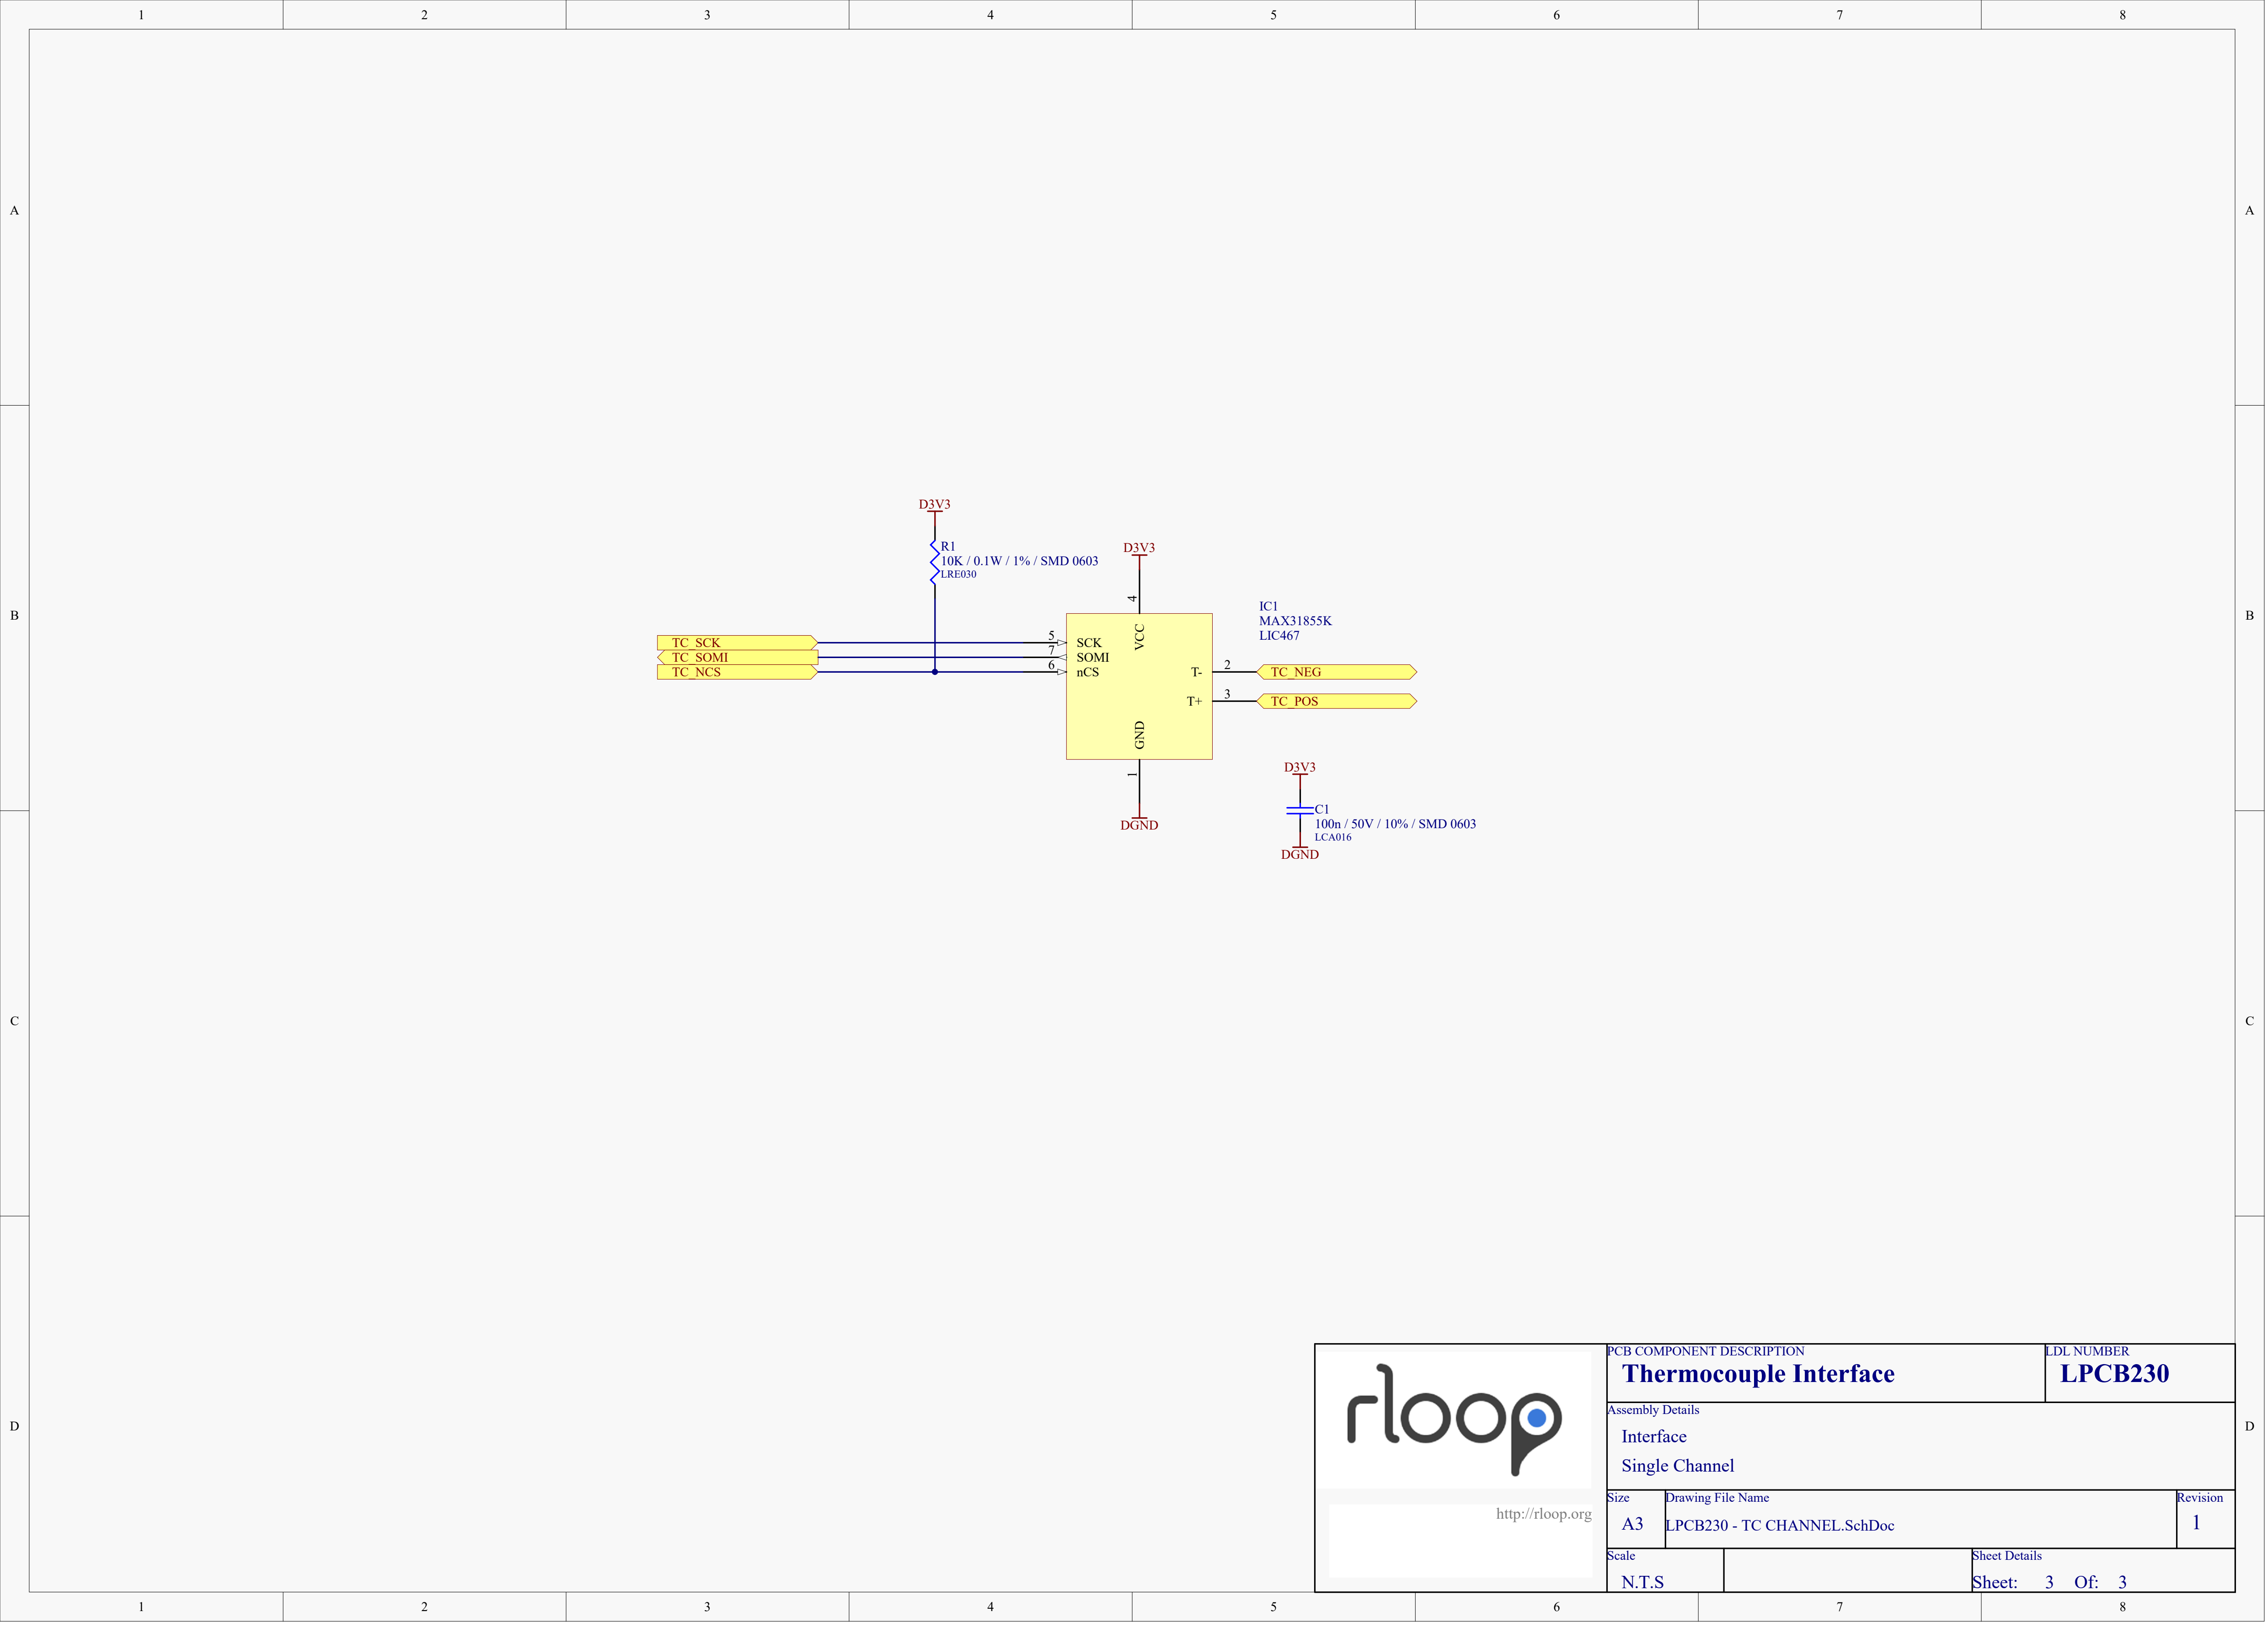 1 2 3 4 5 6 7 8
A A
D3V3
R1
10K / 0.1W / 1% / SMD 0603
LRE030
D3V3
4
B B
IC1
MAX31855K
LIC467
VCC
TC_SCK 5 SCK
TC_SOMI 7 SOMI
TC_NCS 6 nCS
T- 2 TC_NEG
T+ 3 TC_POS
GND
1
DGND
D3V3
C1
100n / 50V / 10% / SMD 0603
LCA016
DGND
C C
D D
rloop
http://rloop.org
PCB COMPONENT DESCRIPTION
Thermocouple Interface
LDL NUMBER
LPCB230
Assembly Details
Interface
Single Channel
Size
A3
Drawing File Name
LPCB230 - TC CHANNEL.SchDoc
Revision
1
Scale
N.T.S
Sheet Details
Sheet: 3 Of: 3
1 2 3 4 5 6 7 8